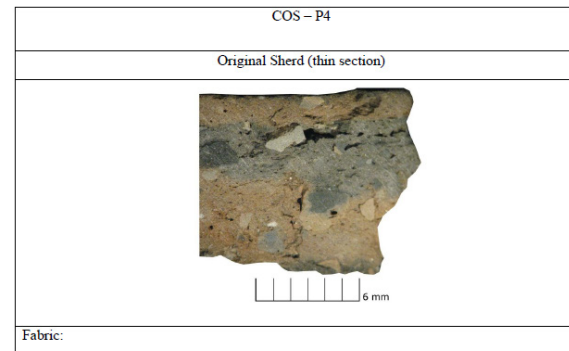 COS – P4
Original Sherd (thin section)
6 mm
Fabric: